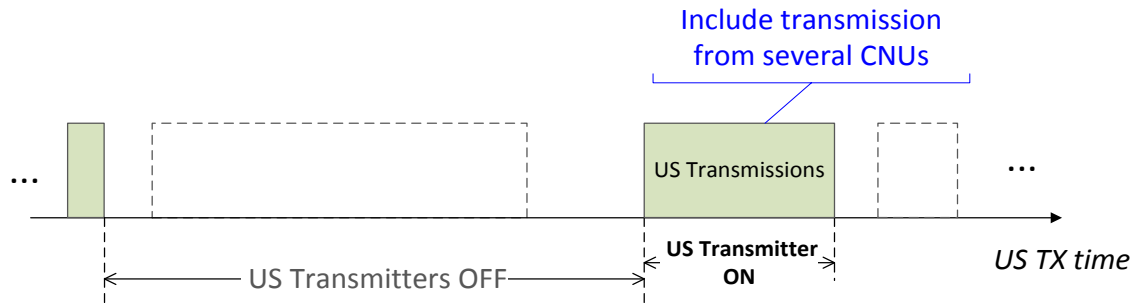 Include transmission
from several CNUs
...
US Transmissions
...
US Transmitters OFF
US Transmitter
ON
US TX time